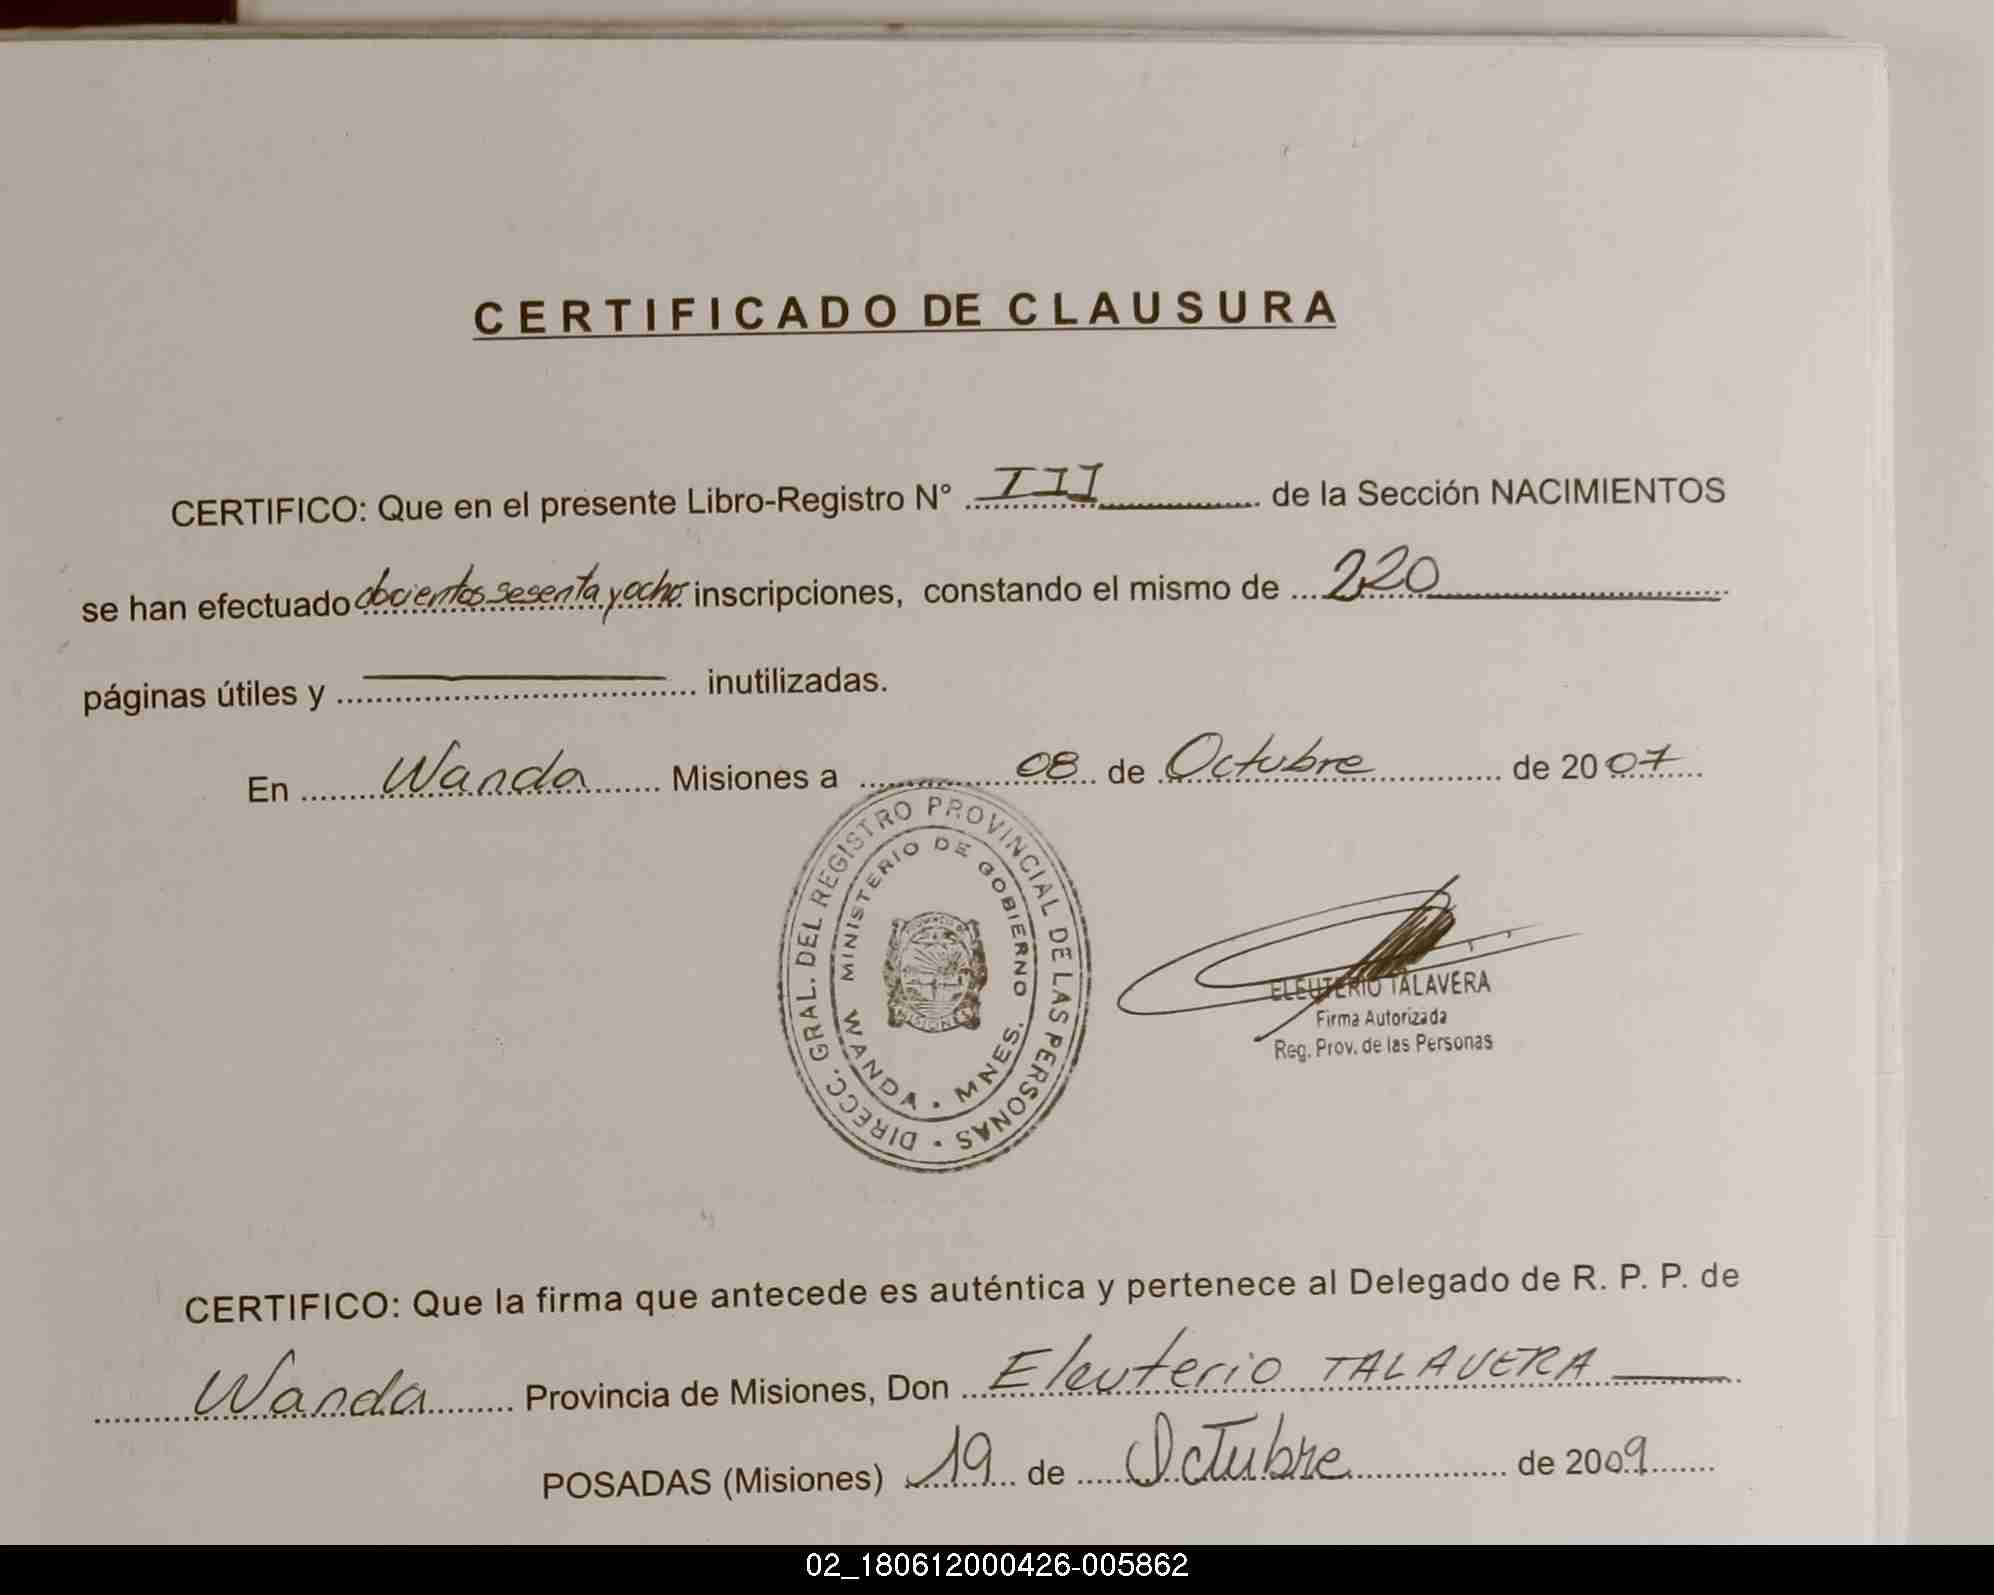 CERTIFICADO DE CLAUSURA
CERTIFICO: Que en el presente Libro-Registro N° III de la Sección NACIMIENTOS
se han efectuado docientos sesenta y ocho inscripciones, constando el mismo de 220
páginas útiles y inutilizadas.
En Wanda Misiones a 08 de Octubre de 2007
DIRECC. GRAL. DEL REGISTRO PROVINCIAL DE LAS PERSONAS
MINISTERIO DE GOBIERNO
WANDA • MNES.
MISIONES
ELEUTERIO TALAVERA
Firma Autorizada
Reg. Prov. de las Personas
CERTIFICO: Que la firma que antecede es auténtica y pertenece al Delegado de R. P. P. de
Wanda Provincia de Misiones, Don Eleuterio TALAVERA
POSADAS (Misiones) 19 de Octubre de 2009
02_180612000426-005862